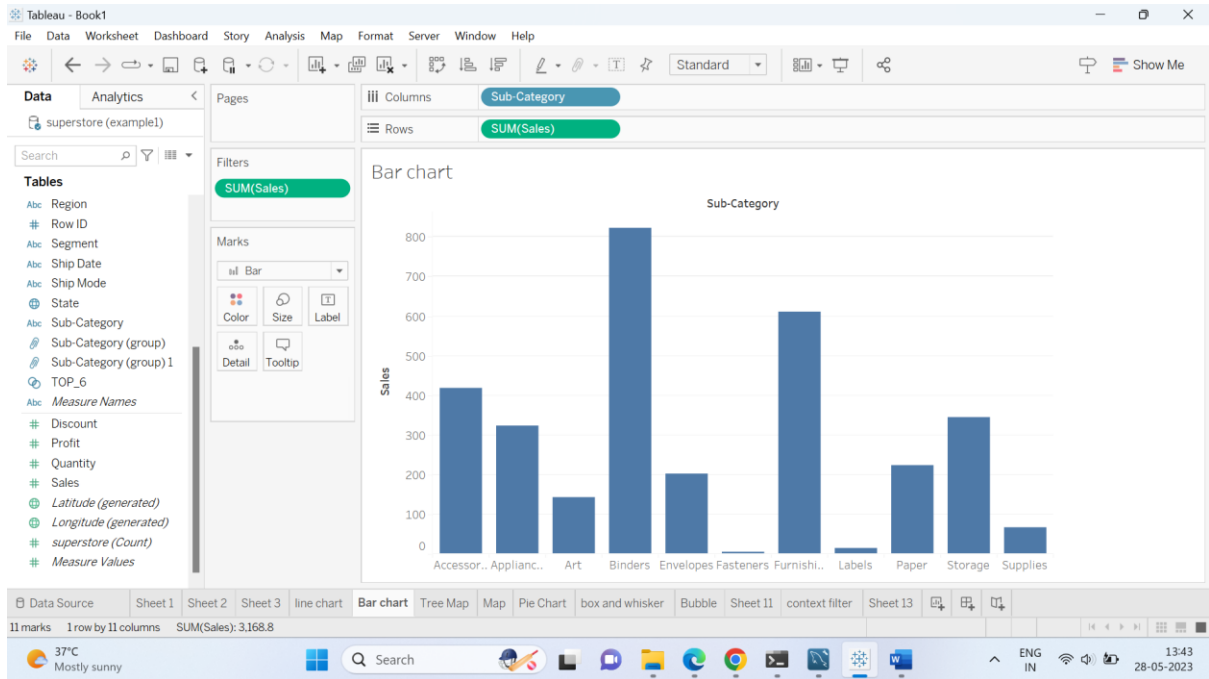 Tableau - Book1
File Data Worksheet Dashboard Story Analysis Map Format Server Window Help
Standard
Show Me
Data Analytics
superstore (example1)
Search
Tables
Abc Region
# Row ID
Abc Segment
Abc Ship Date
Abc Ship Mode
State
Abc Sub-Category
Sub-Category (group)
Sub-Category (group) 1
TOP_6
Abc Measure Names
# Discount
# Profit
# Quantity
# Sales
Latitude (generated)
Longitude (generated)
# superstore (Count)
# Measure Values
Pages
Filters
SUM(Sales)
Marks
Bar
Color Size Label
T
Detail Tooltip
Columns Sub-Category
Rows SUM(Sales)
Bar chart
Sub-Category
Sales
800
700
600
500
400
300
200
100
0
Accessor.. Applianc.. Art Binders Envelopes Fasteners Furnishi.. Labels Paper Storage Supplies
Data Source Sheet 1 Sheet 2 Sheet 3 line chart Bar chart Tree Map Map Pie Chart box and whisker Bubble Sheet 11 context filter Sheet 13
11 marks 1 row by 11 columns SUM(Sales): 3,168.8
37°C
Mostly sunny
Search
ENG
IN
13:43
28-05-2023